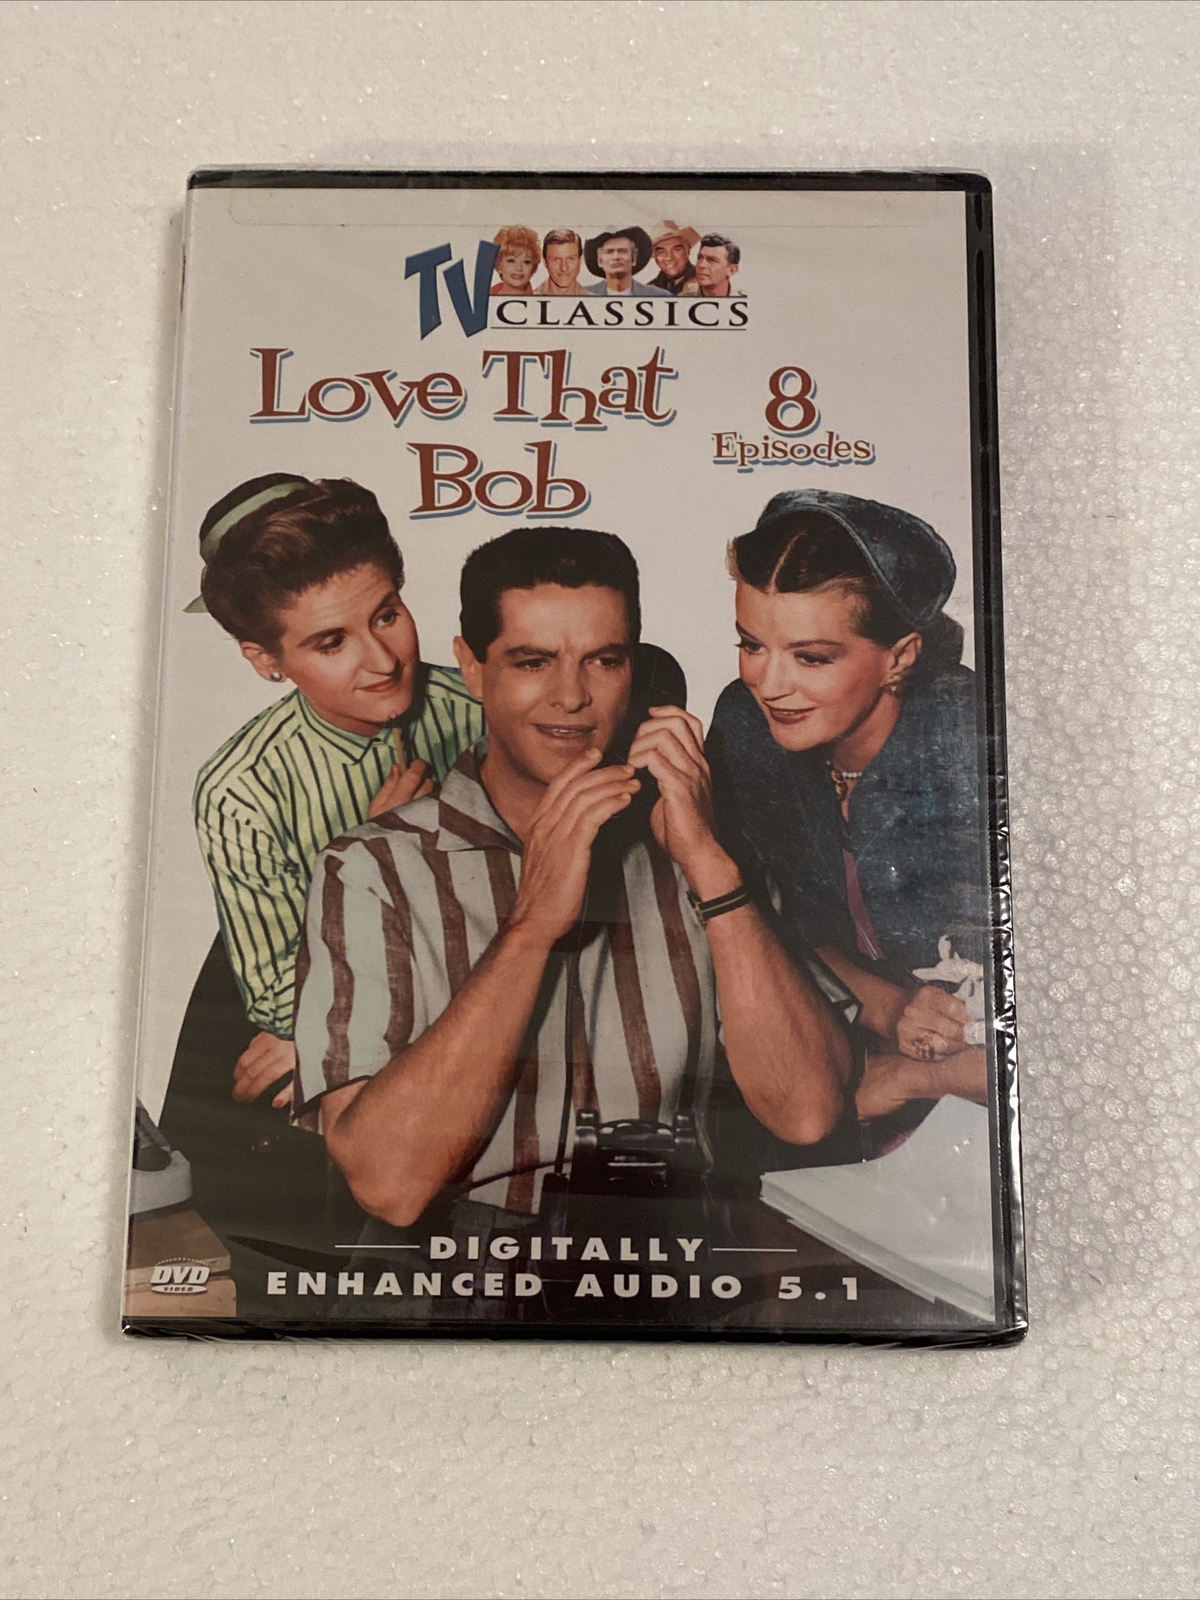 TV CLASSICS
Love That
Bob
8
Episodes
DIGITALLY
ENHANCED AUDIO 5.1
DVD
VIDEO